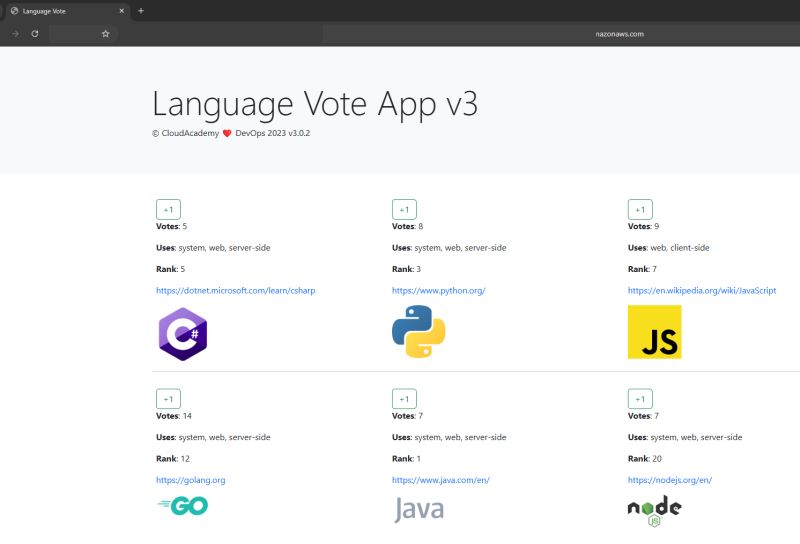 Language Vote
nazonaws.com
Language Vote App v3
© CloudAcademy ❤️ DevOps 2023 v3.0.2
+1
Votes: 5
Uses: system, web, server-side
Rank: 5
https://dotnet.microsoft.com/learn/csharp
C#
+1
Votes: 8
Uses: system, web, server-side
Rank: 3
https://www.python.org/
+1
Votes: 9
Uses: web, client-side
Rank: 7
https://en.wikipedia.org/wiki/JavaScript
JS
+1
Votes: 14
Uses: system, web, server-side
Rank: 12
https://golang.org
GO
+1
Votes: 7
Uses: system, web, server-side
Rank: 1
https://www.java.com/en/
Java
+1
Votes: 7
Uses: system, web, server-side
Rank: 20
https://nodejs.org/en/
node
JS